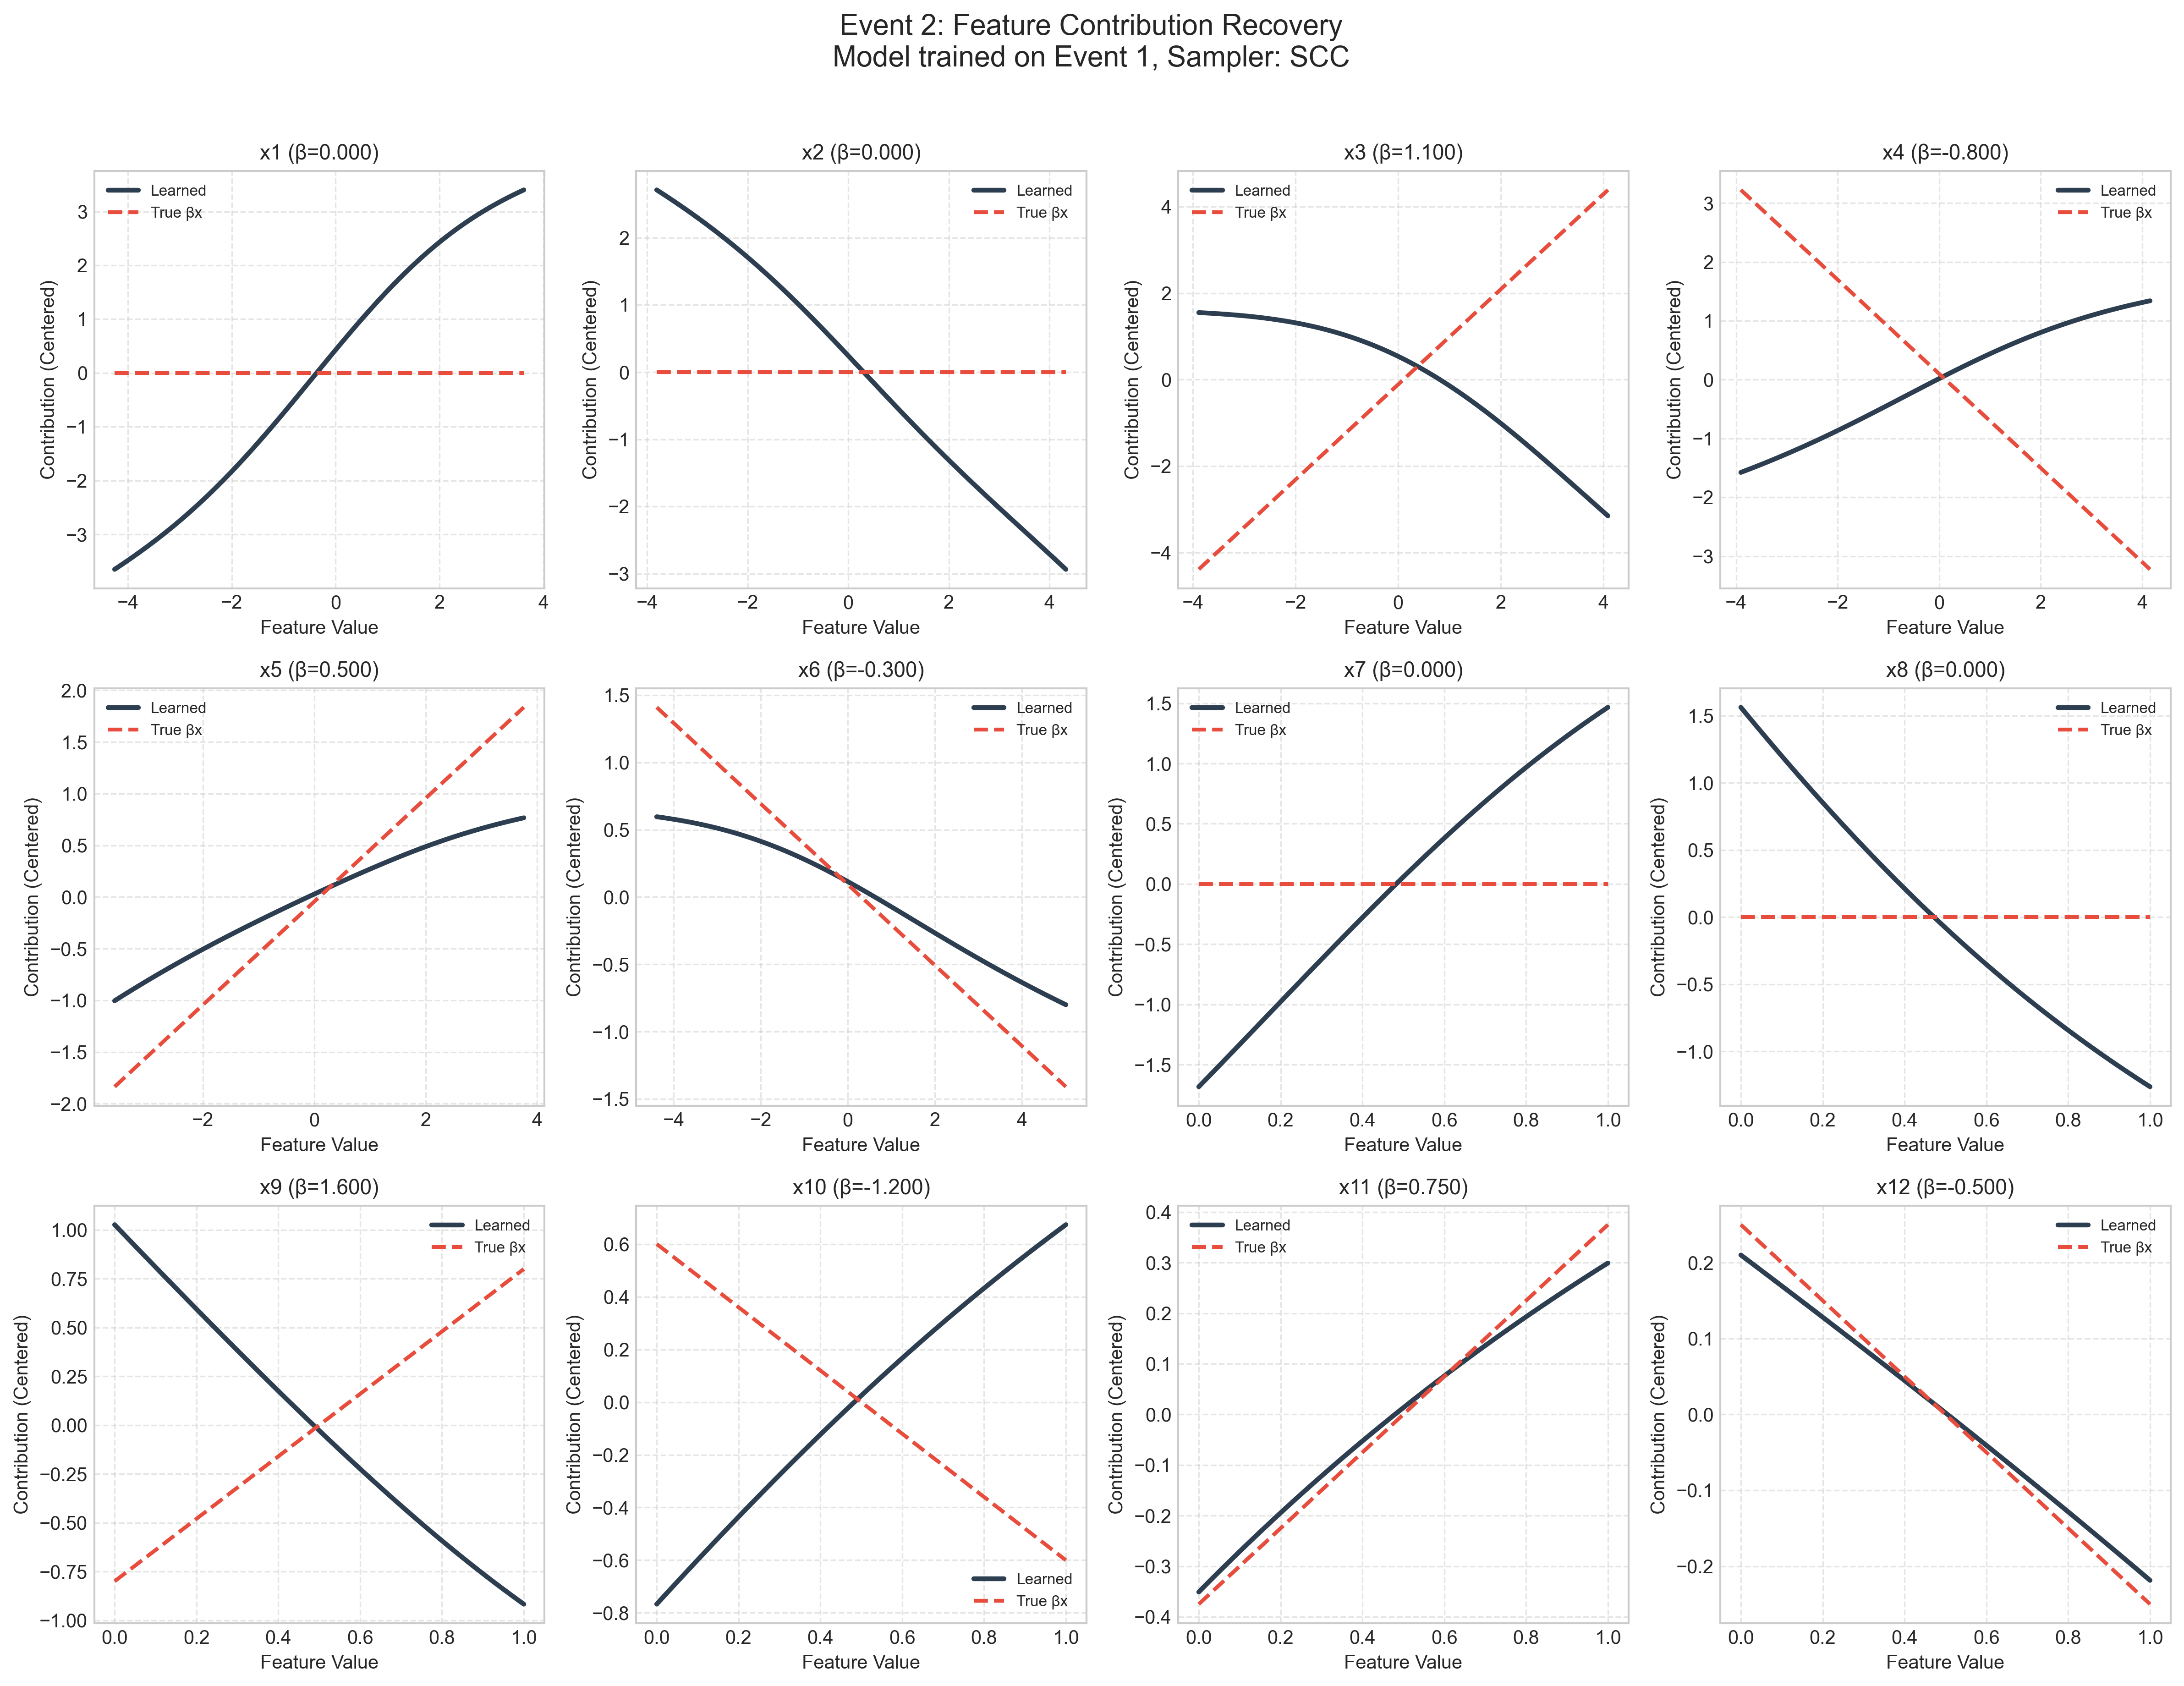 Event 2: Feature Contribution Recovery
Model trained on Event 1, Sampler: SCC
x1 (β=0.000)
Learned
True βx
3
2
1
0
−1
−2
−3
−4
−2
0
2
4
Contribution (Centered)
Feature Value
x2 (β=0.000)
Learned
True βx
2
1
0
−1
−2
−3
−4
−2
0
2
4
Contribution (Centered)
Feature Value
x3 (β=1.100)
Learned
True βx
4
2
0
−2
−4
−4
−2
0
2
4
Contribution (Centered)
Feature Value
x4 (β=-0.800)
Learned
True βx
3
2
1
0
−1
−2
−3
−4
−2
0
2
4
Contribution (Centered)
Feature Value
x5 (β=0.500)
Learned
True βx
2.0
1.5
1.0
0.5
0.0
−0.5
−1.0
−1.5
−2.0
−2
0
2
4
Contribution (Centered)
Feature Value
x6 (β=-0.300)
Learned
True βx
1.5
1.0
0.5
0.0
−0.5
−1.0
−1.5
−4
−2
0
2
4
Contribution (Centered)
Feature Value
x7 (β=0.000)
Learned
True βx
1.5
1.0
0.5
0.0
−0.5
−1.0
−1.5
0.0
0.2
0.4
0.6
0.8
1.0
Contribution (Centered)
Feature Value
x8 (β=0.000)
Learned
True βx
1.5
1.0
0.5
0.0
−0.5
−1.0
0.0
0.2
0.4
0.6
0.8
1.0
Contribution (Centered)
Feature Value
x9 (β=1.600)
Learned
True βx
1.00
0.75
0.50
0.25
0.00
−0.25
−0.50
−0.75
−1.00
0.0
0.2
0.4
0.6
0.8
1.0
Contribution (Centered)
Feature Value
x10 (β=-1.200)
0.6
0.4
0.2
0.0
−0.2
−0.4
−0.6
−0.8
Learned
True βx
0.0
0.2
0.4
0.6
0.8
1.0
Contribution (Centered)
Feature Value
x11 (β=0.750)
Learned
True βx
0.4
0.3
0.2
0.1
0.0
−0.1
−0.2
−0.3
−0.4
0.0
0.2
0.4
0.6
0.8
1.0
Contribution (Centered)
Feature Value
x12 (β=-0.500)
Learned
True βx
0.2
0.1
0.0
−0.1
−0.2
0.0
0.2
0.4
0.6
0.8
1.0
Contribution (Centered)
Feature Value